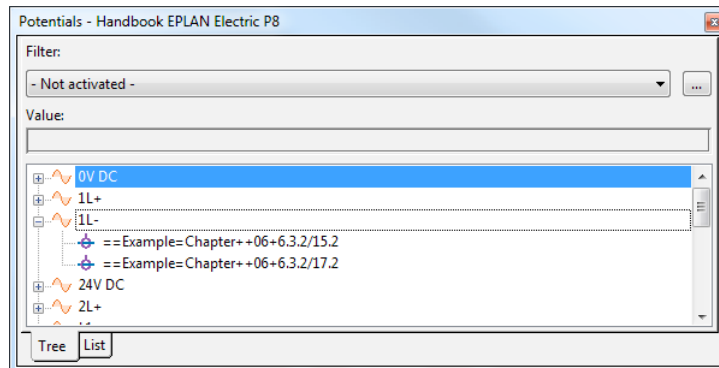 Potentials - Handbook EPLAN Electric P8
Filter:
- Not activated -
...
Value:
0V DC
1L+
1L-
==Example=Chapter++06+6.3.2/15.2
==Example=Chapter++06+6.3.2/17.2
24V DC
2L+
Tree List